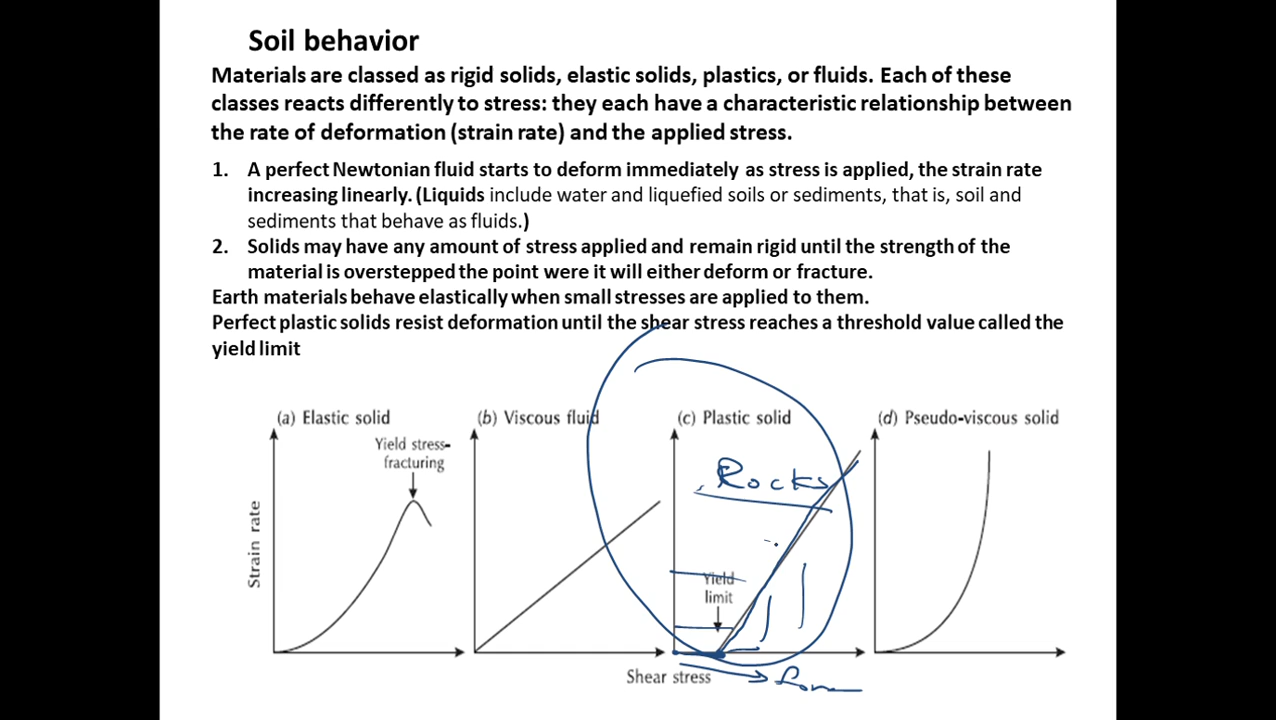 Soil behavior
Materials are classed as rigid solids, elastic solids, plastics, or fluids. Each of these
classes reacts differently to stress: they each have a characteristic relationship between
the rate of deformation (strain rate) and the applied stress.
1. A perfect Newtonian fluid starts to deform immediately as stress is applied, the strain rate
increasing linearly. (Liquids include water and liquefied soils or sediments, that is, soil and
sediments that behave as fluids.)
2. Solids may have any amount of stress applied and remain rigid until the strength of the
material is overstepped the point were it will either deform or fracture.
Earth materials behave elastically when small stresses are applied to them.
Perfect plastic solids resist deformation until the shear stress reaches a threshold value called the
yield limit
(a) Elastic solid
(b) Viscous fluid
(c) Plastic solid
(d) Pseudo-viscous solid
Yield stress-
fracturing
Rocks
Yield
limit
Strain rate
Shear stress